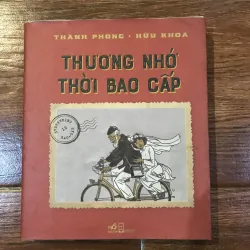 THÀNH PHONG - HỮU KHOA
THƯƠNG NHỚ
THỜI BAO CẤP